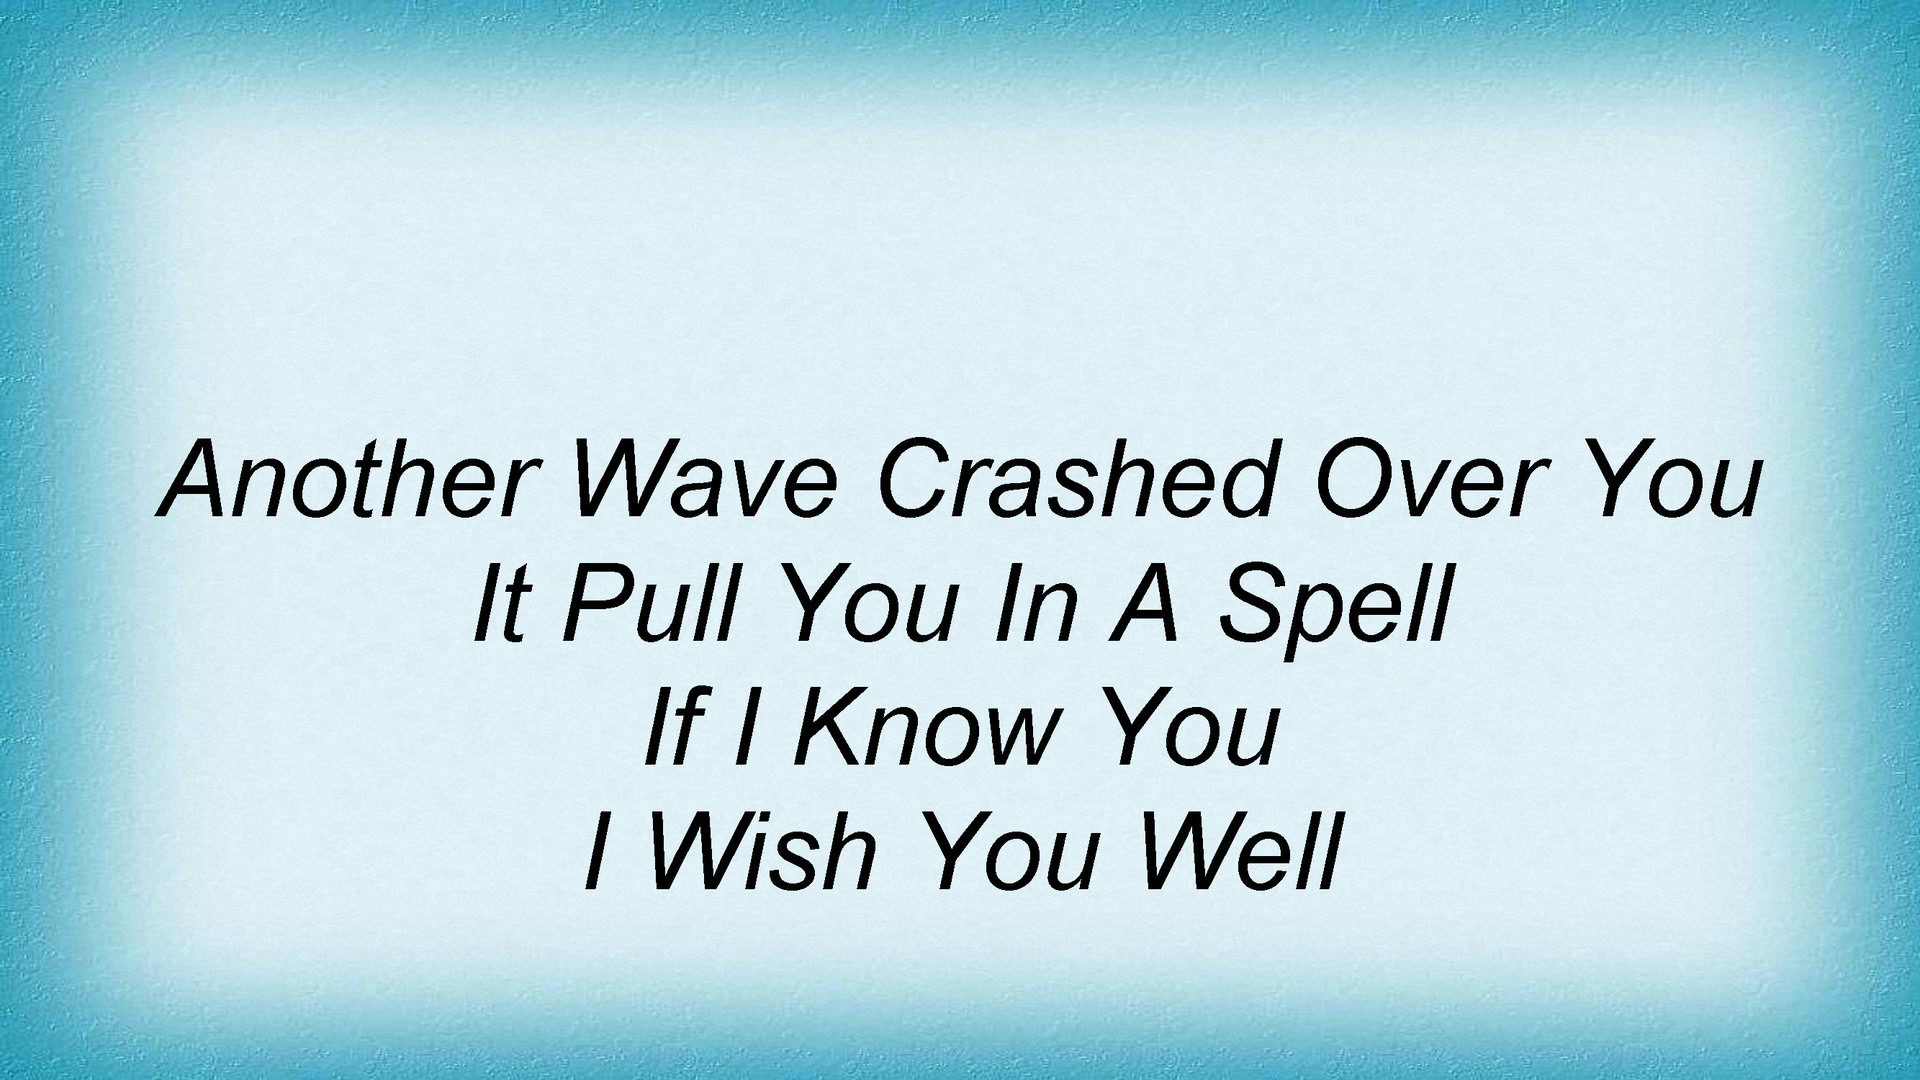 Another Wave Crashed Over You
It Pull You In A Spell
If I Know You
I Wish You Well